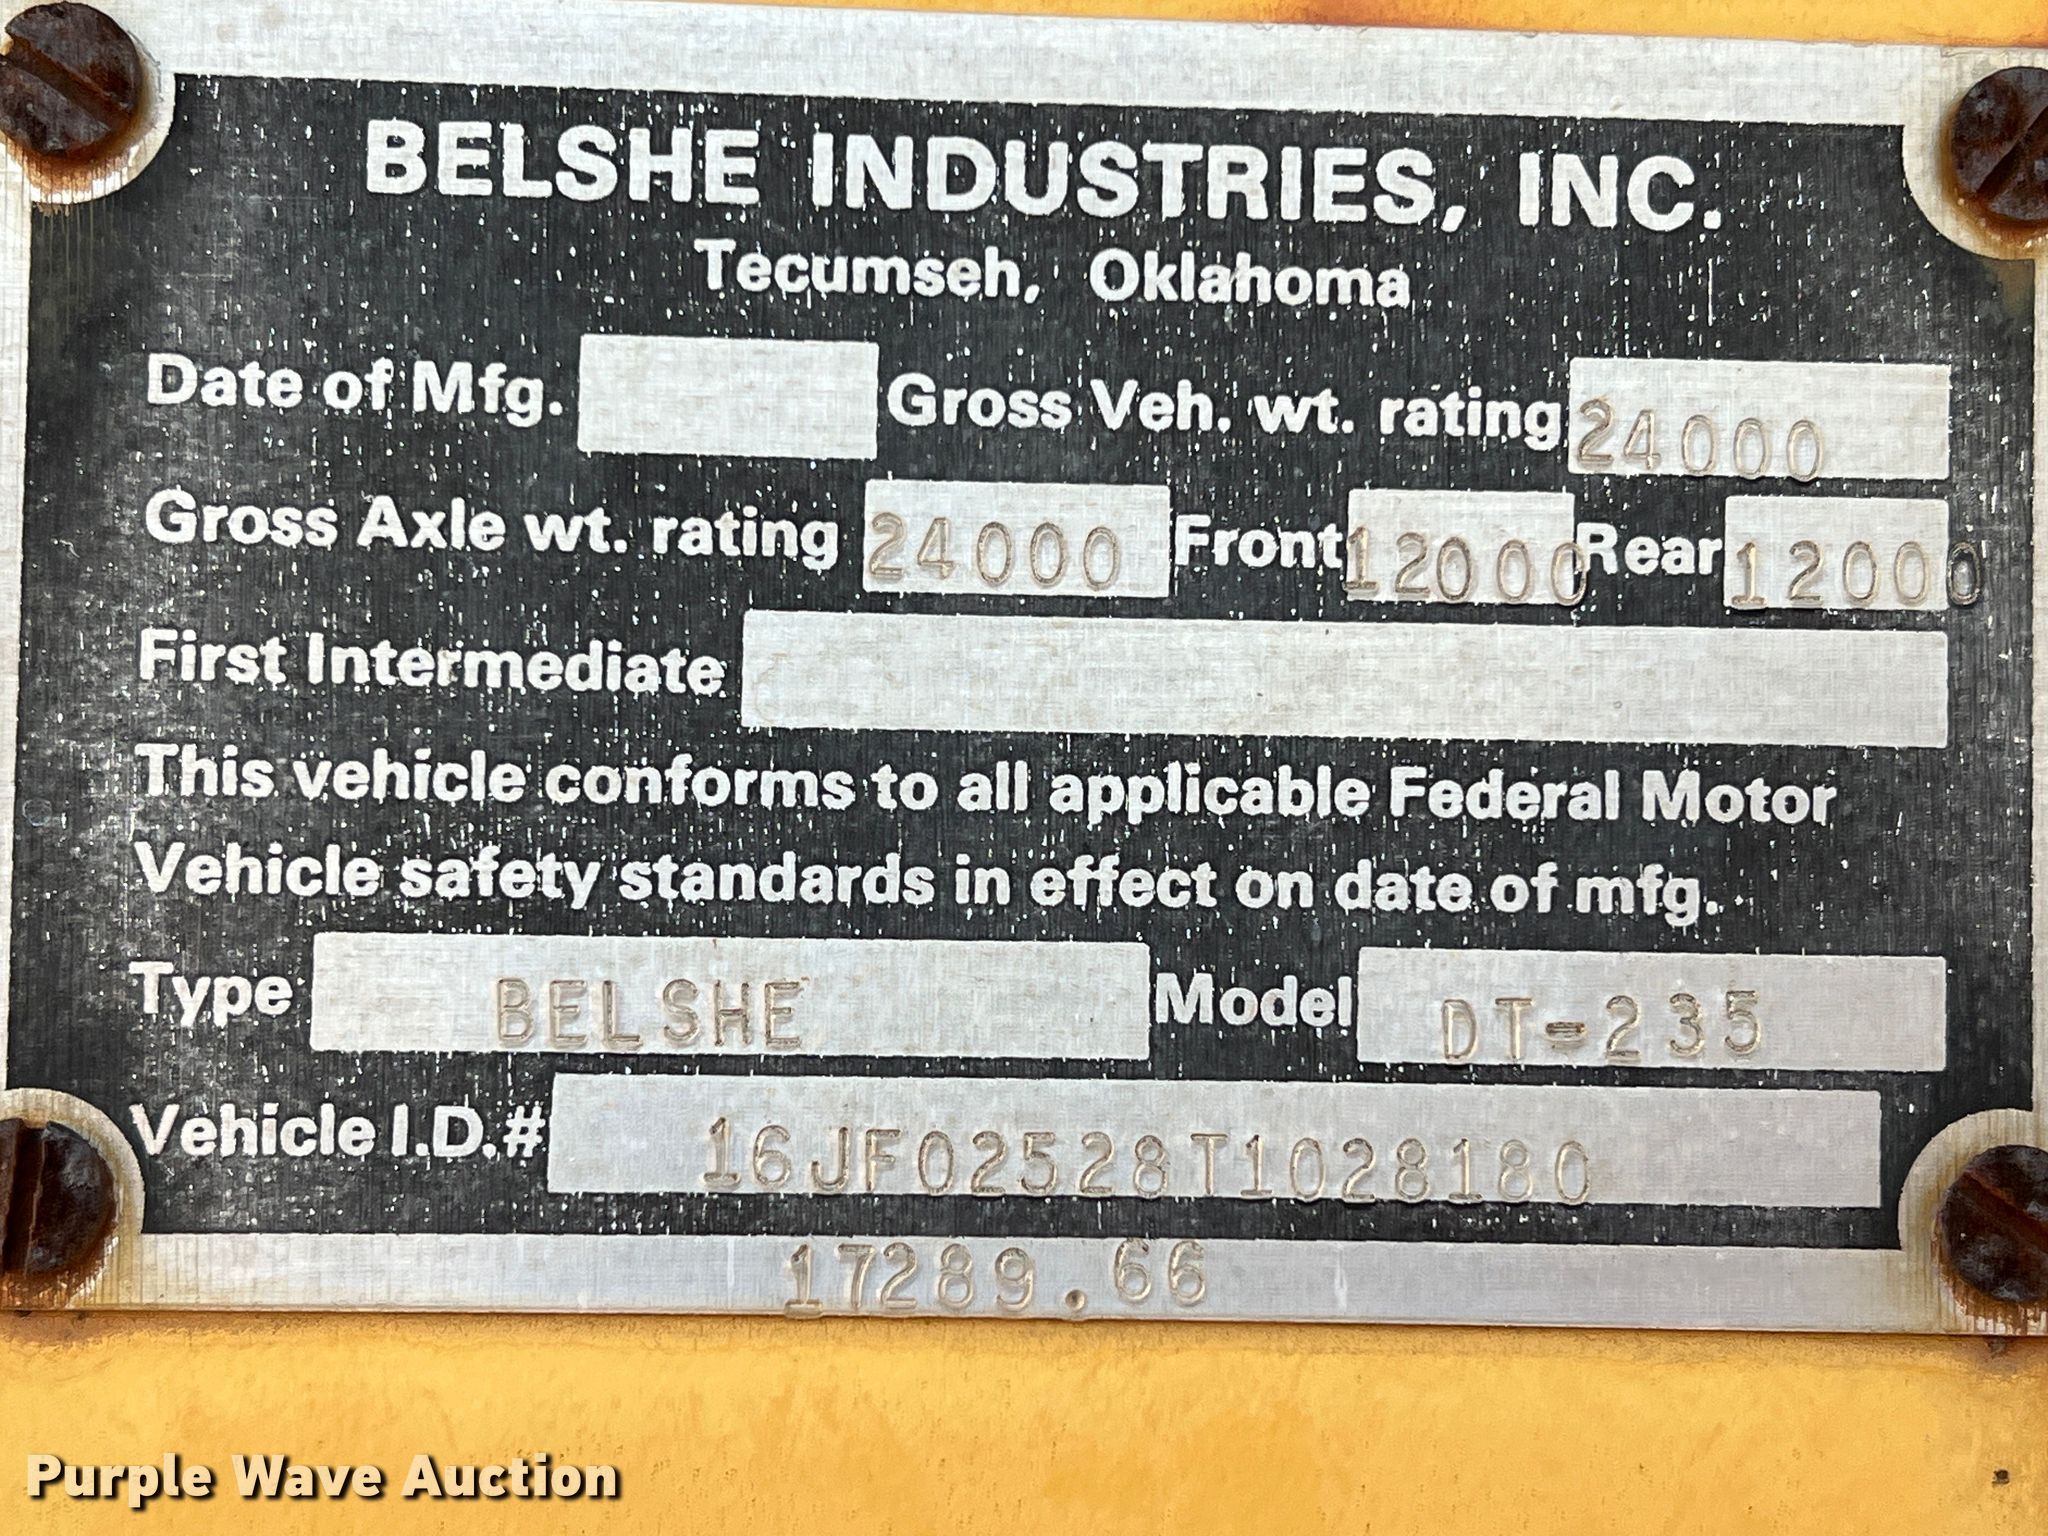 BELSHE INDUSTRIES, INC.
Tecumseh, Oklahoma
Date of Mfg. Gross Veh. wt. rating 24000
Gross Axle wt. rating 24000 Front 12000 Rear 12000
First Intermediate
This vehicle conforms to all applicable Federal Motor
Vehicle safety standards in effect on date of mfg.
Type BELSHE Model DT-235
Vehicle I.D.# 16JF02528T1028180
17289.66
Purple Wave Auction